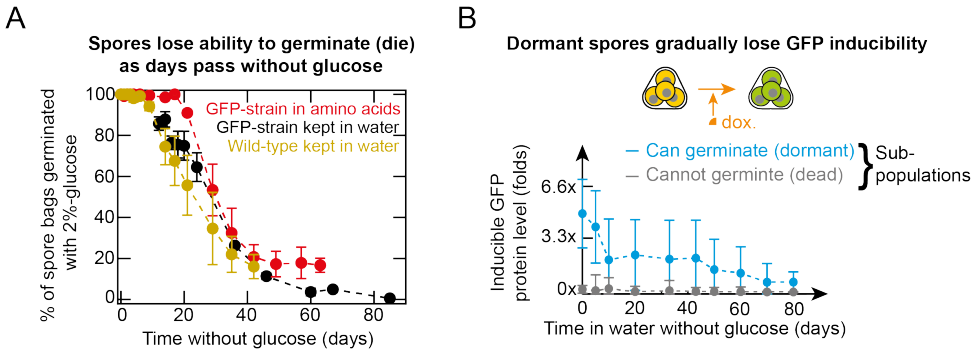 A
Spores lose ability to germinate (die)
as days pass without glucose
% of spore bags germinated
with 2%-glucose
100
80
60
40
20
0
GFP-strain in amino acids
GFP-strain kept in water
Wild-type kept in water
0
20
40
60
80
Time without glucose (days)
B
Dormant spores gradually lose GFP inducibility
dox.
Can germinate (dormant)
Cannot germinte (dead)
} Sub-
populations
Inducible GFP
protein level (folds)
6.6x
3.3x
0x
0
10
20
30
40
50
60
70
80
Time in water without glucose (days)